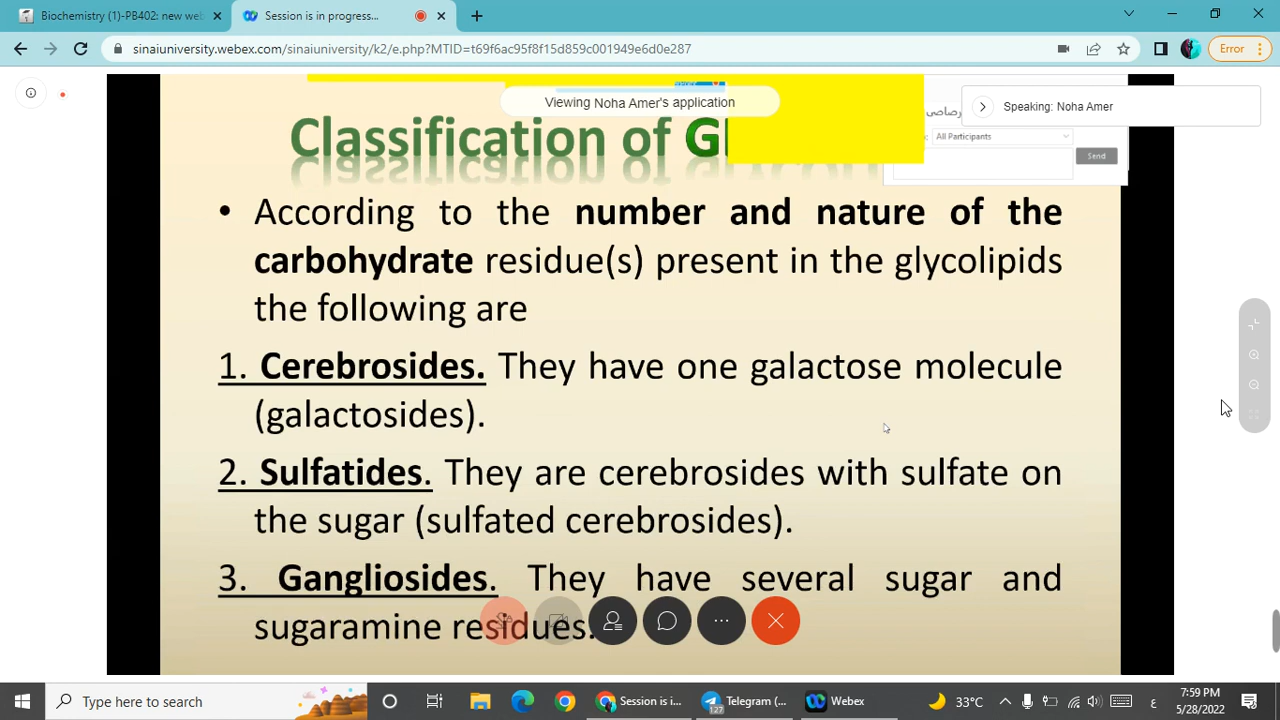 Biochemistry (1)-PB402: new wel
Session is in progress...
sinaiuniversity.webex.com/sinaiuniversity/k2/e.php?MTID=t69f6ac95f8f15d859c001949e6d0e287
Error
Viewing Noha Amer's application
Speaking: Noha Amer
رصاصى
All Participants
Send
Classification of Gl
• According to the number and nature of the
carbohydrate residue(s) present in the glycolipids
the following are
1. Cerebrosides. They have one galactose molecule
(galactosides).
2. Sulfatides. They are cerebrosides with sulfate on
the sugar (sulfated cerebrosides).
3. Gangliosides. They have several sugar and
sugaramine residues.
Type here to search
Session is i...
Telegram (...
127
Webex
33°C
ع
7:59 PM
5/28/2022